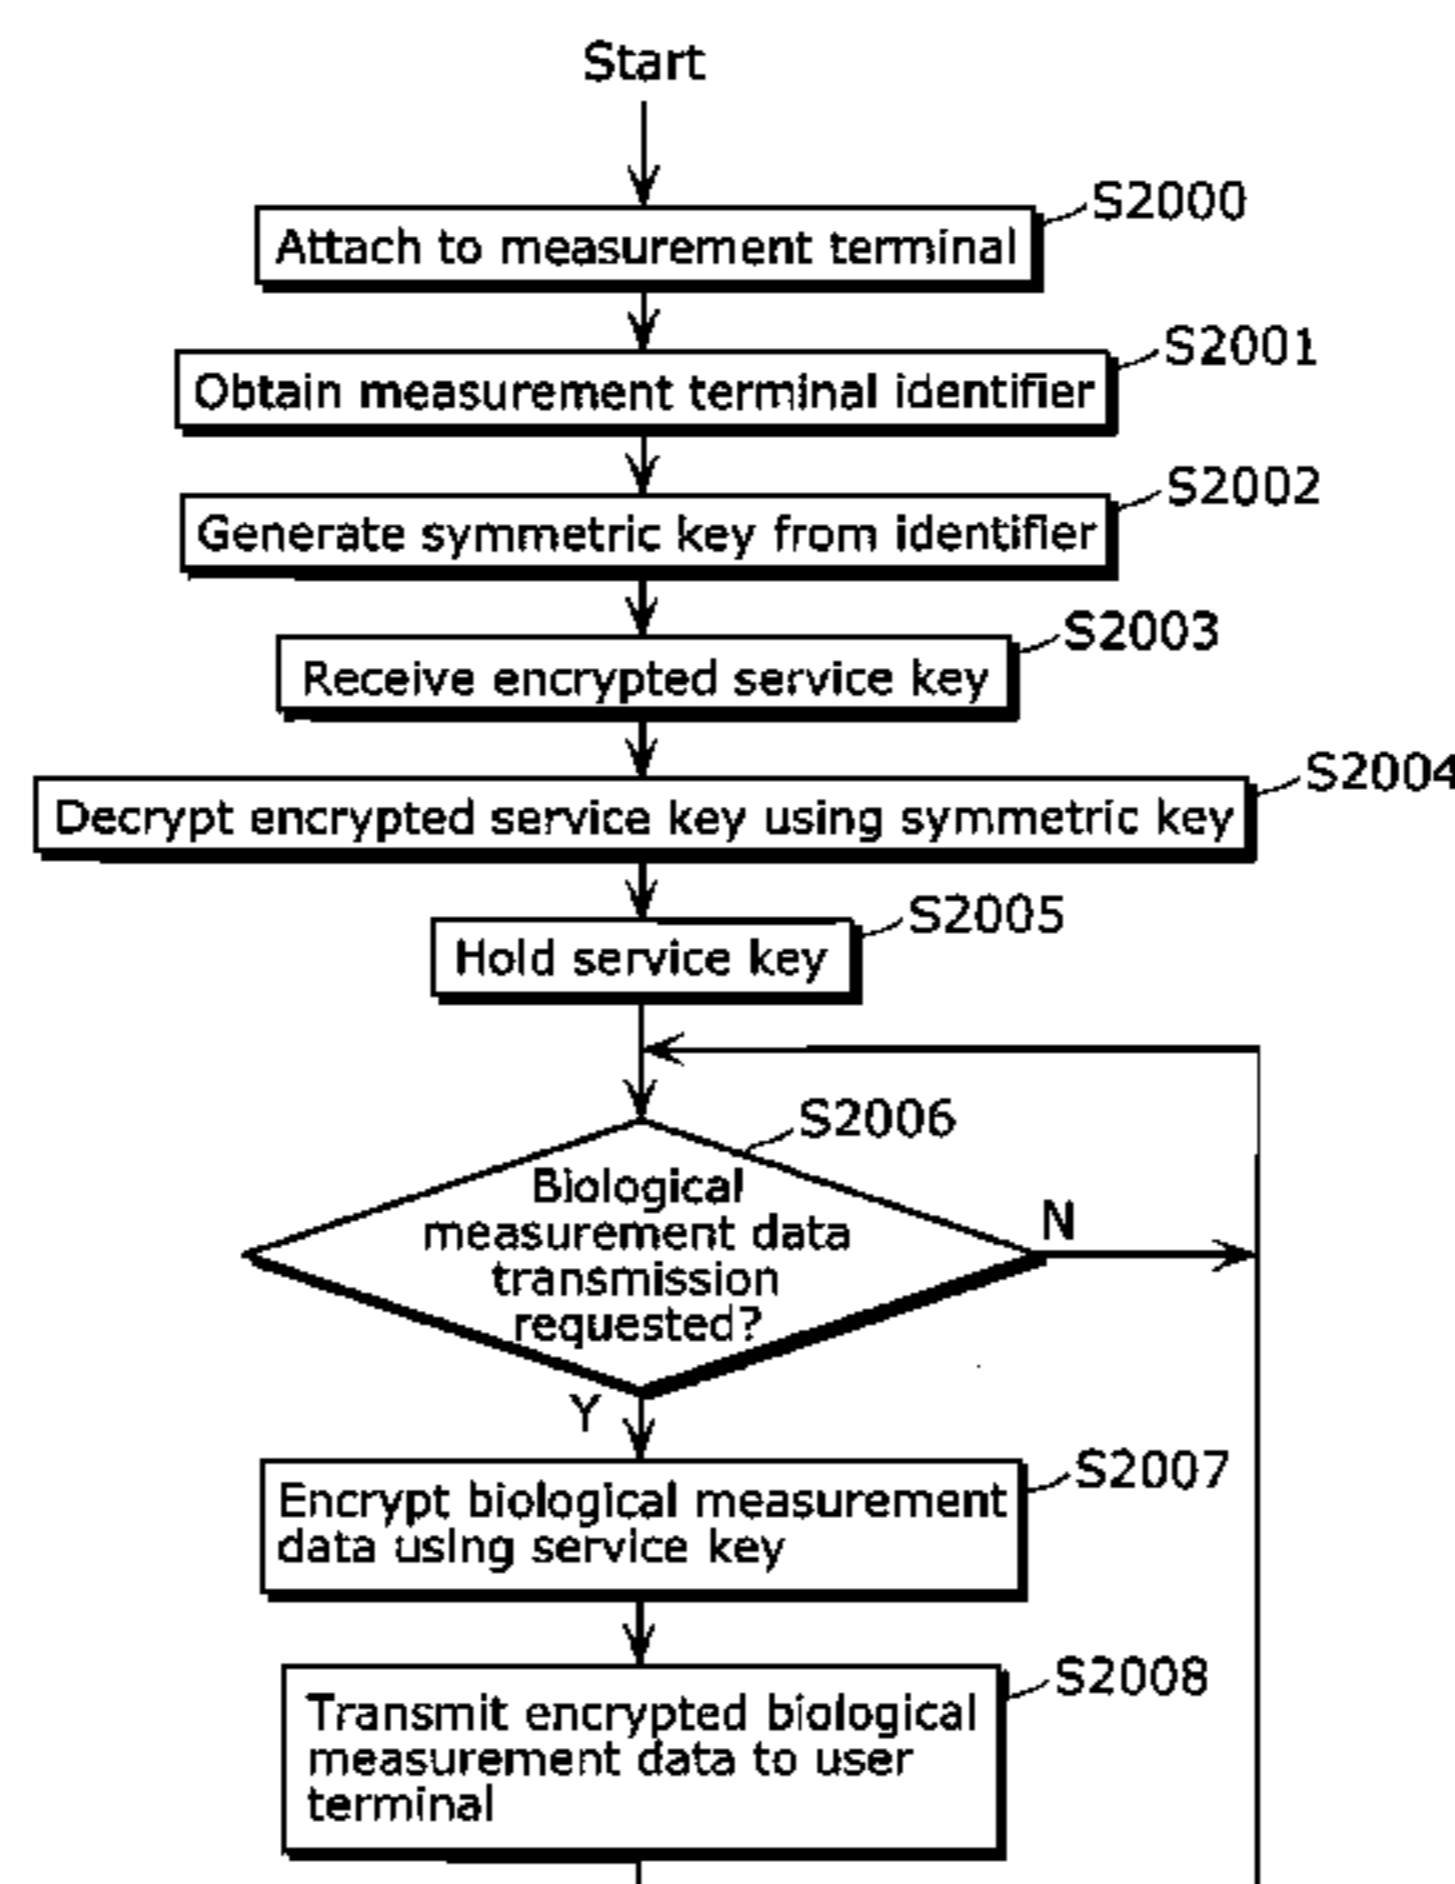 Start
S2000
Attach to measurement terminal
S2001
Obtain measurement terminal identifier
S2002
Generate symmetric key from identifier
S2003
Receive encrypted service key
S2004
Decrypt encrypted service key using symmetric key
S2005
Hold service key
S2006
Biological
measurement data
transmission
requested?
N
Y
S2007
Encrypt biological measurement
data using service key
S2008
Transmit encrypted biological
measurement data to user
terminal